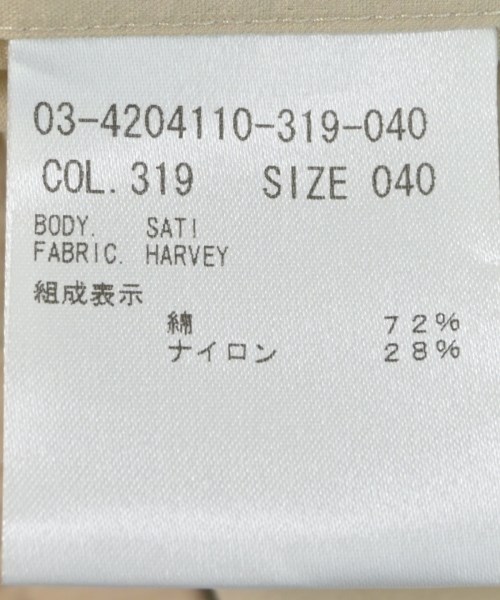 03-4204110-319-040
COL. 319 SIZE 040
BODY. SATI
FABRIC. HARVEY
組成表示
綿 72%
ナイロン 28%